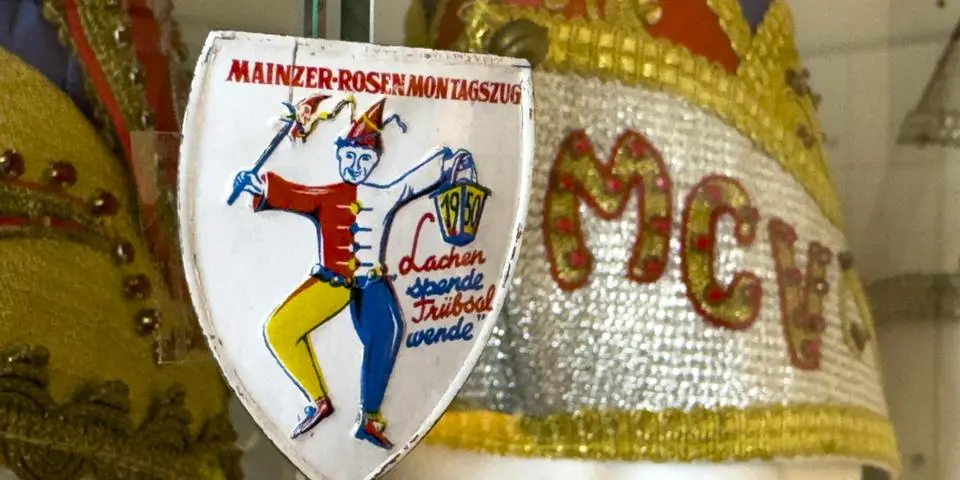 MAINZER-ROSENMONTAGSZUG
1950
Lachen
spende
Trübsal
wende"
MCV